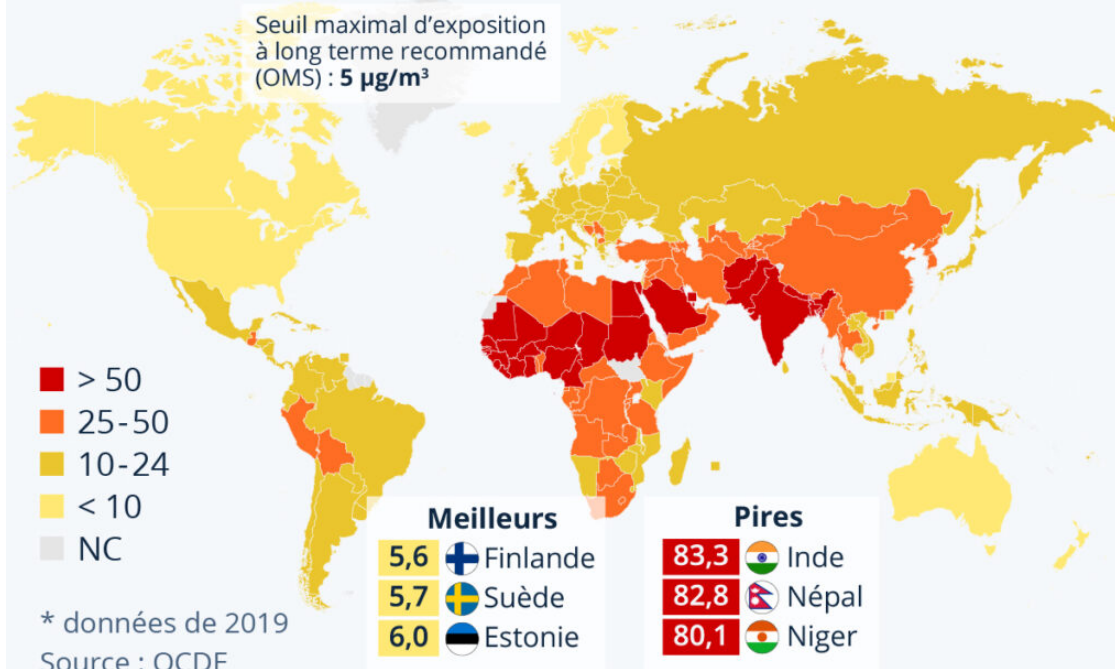 Seuil maximal d'exposition
à long terme recommandé
(OMS) : 5 µg/m³
> 50
25-50
10-24
< 10
NC
* données de 2019
Source : OCDE
Meilleurs
5,6 Finlande
5,7 Suède
6,0 Estonie
Pires
83,3 Inde
82,8 Népal
80,1 Niger